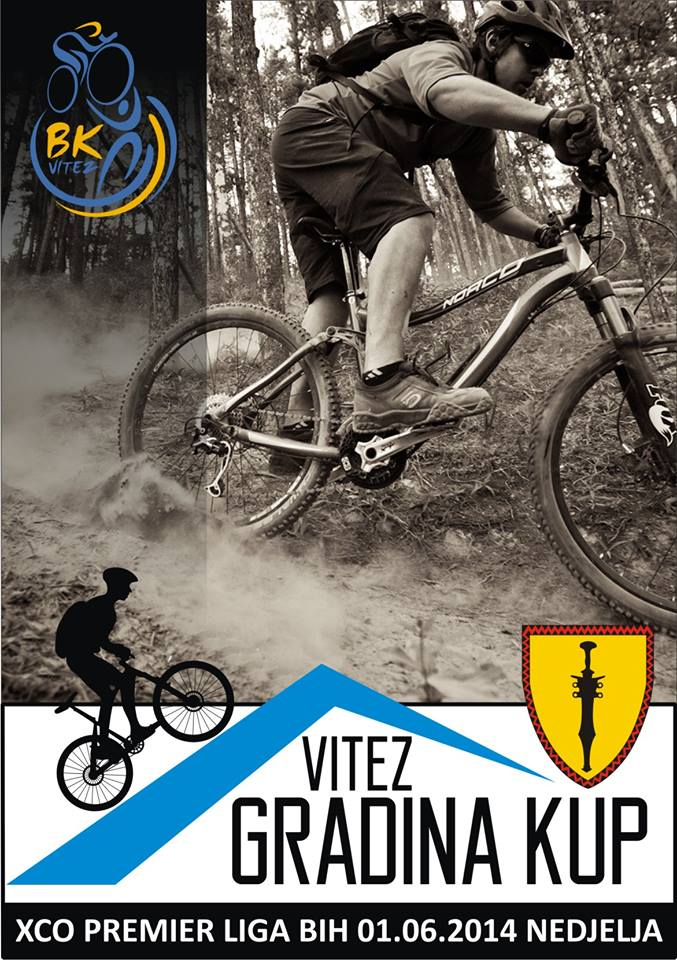 BK
VITEZ
NORCO
VITEZ
GRADINA KUP
XCO PREMIER LIGA BIH 01.06.2014 NEDJELJA